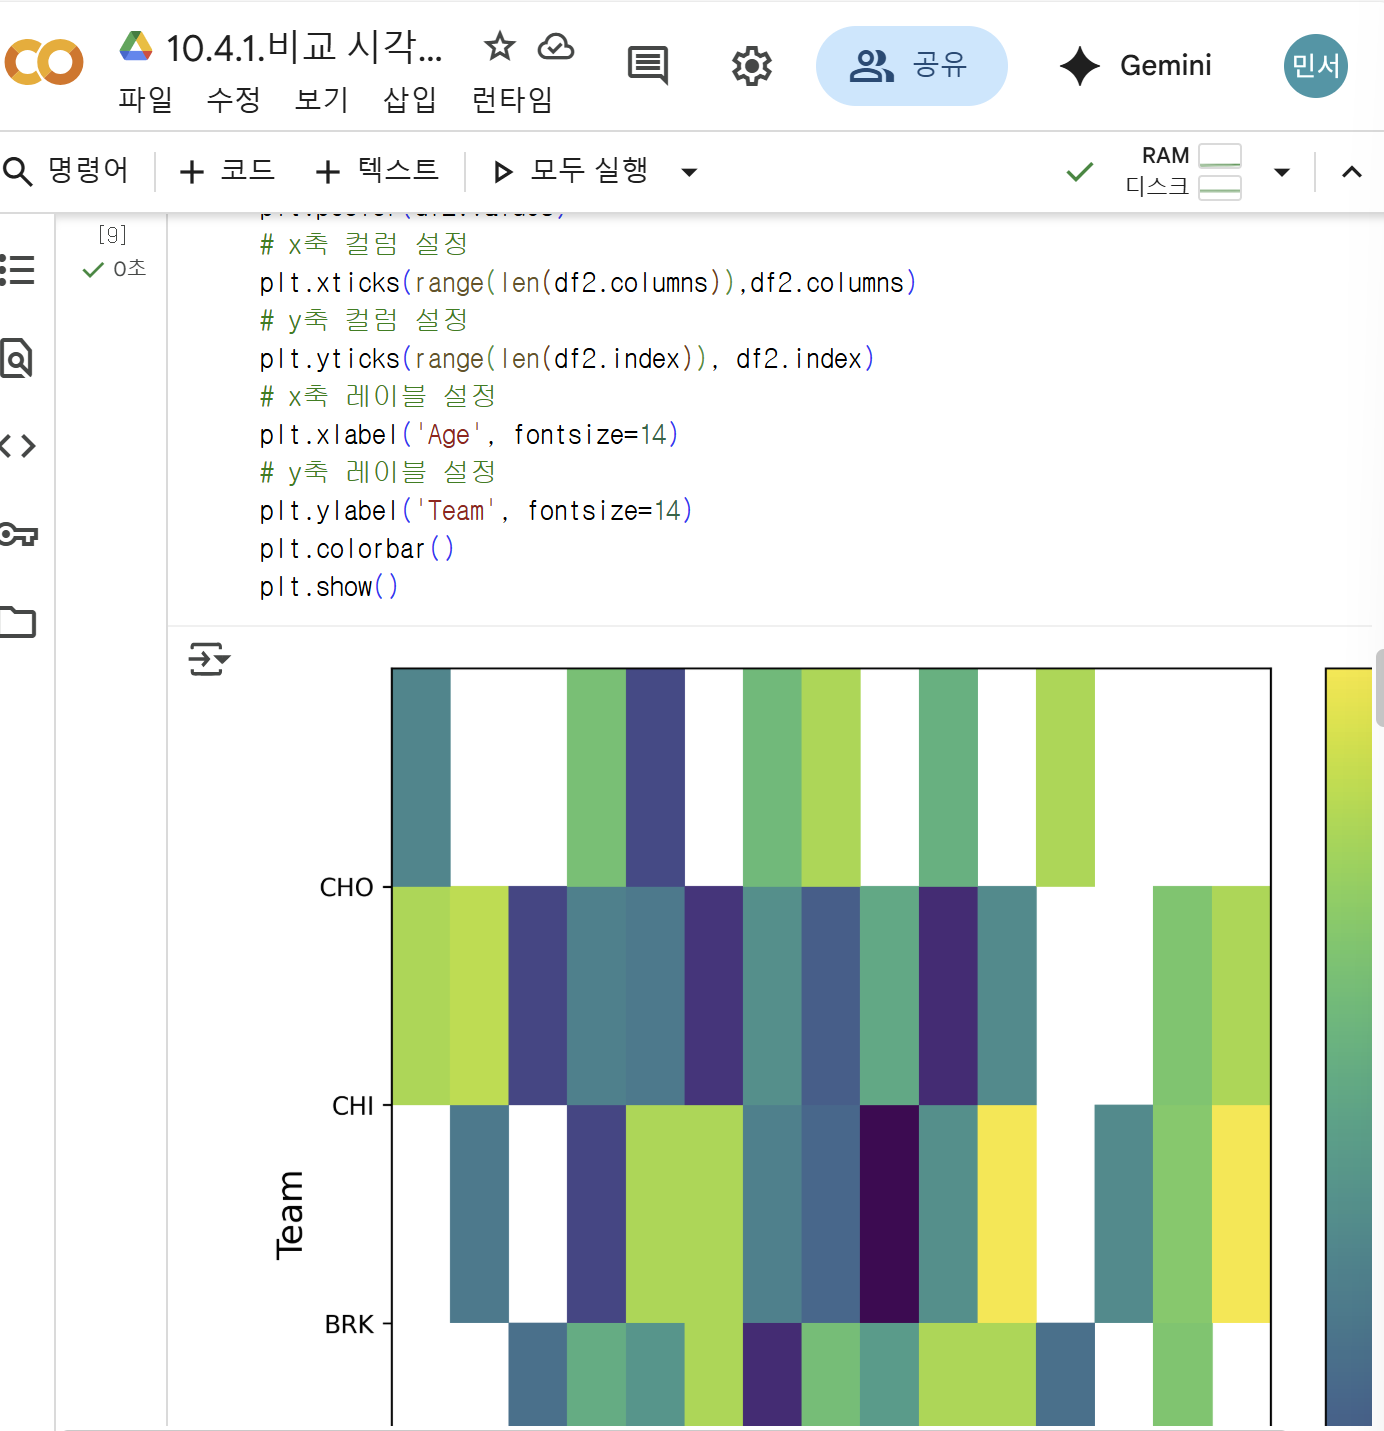 10.4.1.비교 시각...
공유
Gemini
민서
파일 수정 보기 삽입 런타임
명령어
+ 코드
+ 텍스트
모두 실행
RAM
디스크
[9]
0초
plt.pcolor(df2.values)
# x축 컬럼 설정
plt.xticks(range(len(df2.columns)),df2.columns)
# y축 컬럼 설정
plt.yticks(range(len(df2.index)), df2.index)
# x축 레이블 설정
plt.xlabel('Age', fontsize=14)
# y축 레이블 설정
plt.ylabel('Team', fontsize=14)
plt.colorbar()
plt.show()
CHO
CHI
Team
BRK